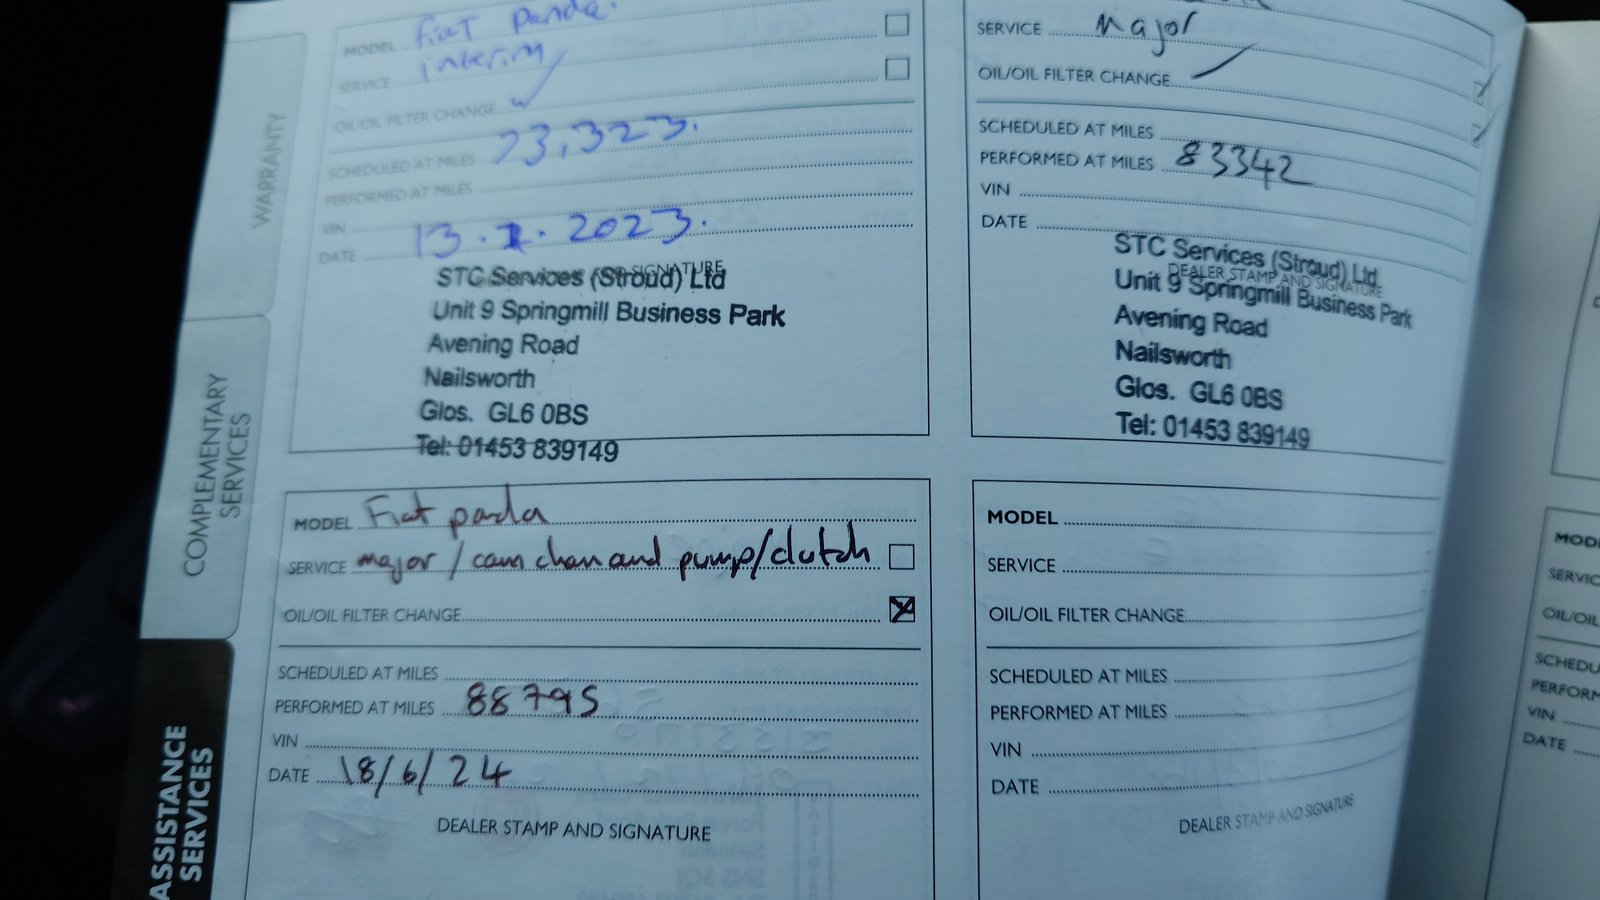 WARRANTY
COMPLEMENTARY
SERVICES
ASSISTANCE
SERVICES
MODEL Fiat Panda.
SERVICE interim
OIL/OIL FILTER CHANGE
SCHEDULED AT MILES 73,323.
PERFORMED AT MILES
VIN
DATE 13. . 2023.
SIGNATURE
STC Services (Stroud) Ltd
Unit 9 Springmill Business Park
Avening Road
Nailsworth
Glos. GL6 0BS
Tel: 01453 839149
SERVICE Major
OIL/OIL FILTER CHANGE
SCHEDULED AT MILES
PERFORMED AT MILES 83342
VIN
DATE
DEALER STAMP AND SIGNATURE
STC Services (Stroud) Ltd
Unit 9 Springmill Business Park
Avening Road
Nailsworth
Glos. GL6 0BS
Tel: 01453 839149
MODEL Fiat panda
SERVICE major / cam chan and pump/clutch
OIL/OIL FILTER CHANGE
SCHEDULED AT MILES
PERFORMED AT MILES 88795
VIN
DATE 18/6/24
DEALER STAMP AND SIGNATURE
MODEL
SERVICE
OIL/OIL FILTER CHANGE
SCHEDULED AT MILES
PERFORMED AT MILES
VIN
DATE
DEALER STAMP AND SIGNATURE
VIN
DATE